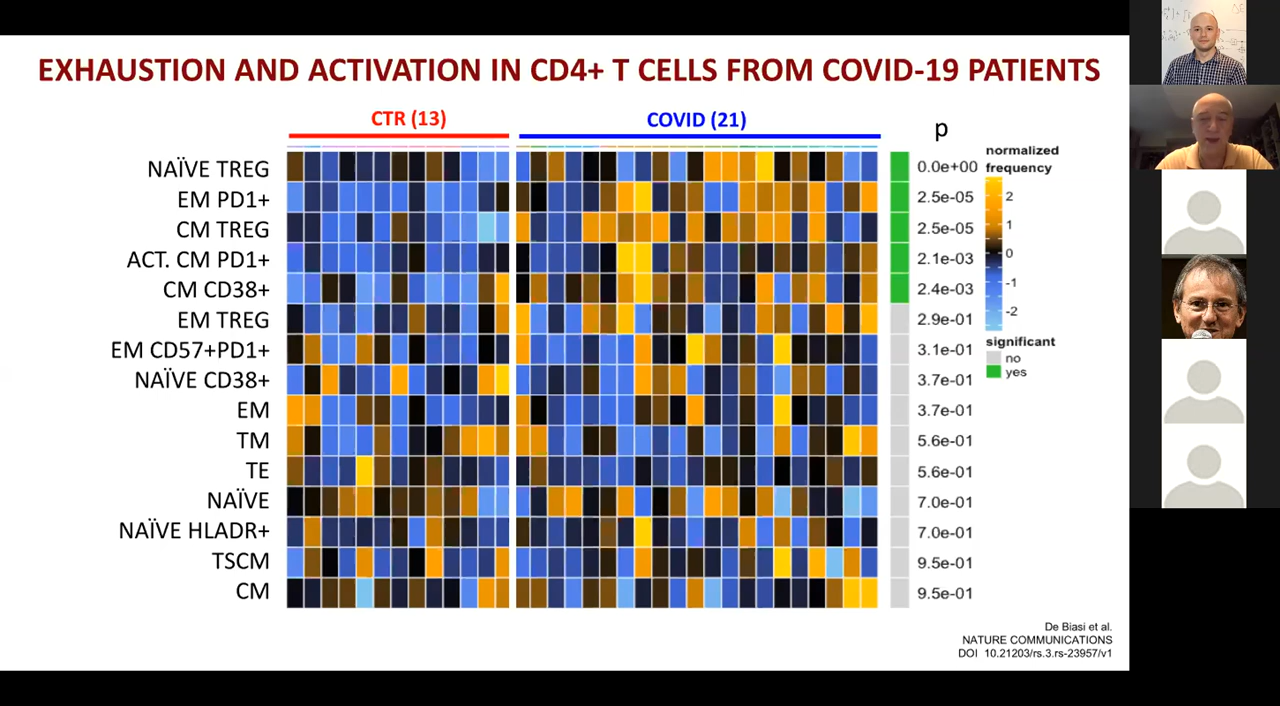 EXHAUSTION AND ACTIVATION IN CD4+ T CELLS FROM COVID-19 PATIENTS
CTR (13)
COVID (21)
p
normalized
frequency
2
1
0
-1
-2
significant
no
yes
NAÏVE TREG 0.0e+00
EM PD1+ 2.5e-05
CM TREG 2.5e-05
ACT. CM PD1+ 2.1e-03
CM CD38+ 2.4e-03
EM TREG 2.9e-01
EM CD57+PD1+ 3.1e-01
NAÏVE CD38+ 3.7e-01
EM 3.7e-01
TM 5.6e-01
TE 5.6e-01
NAÏVE 7.0e-01
NAÏVE HLADR+ 7.0e-01
TSCM 9.5e-01
CM 9.5e-01
De Biasi et al.
NATURE COMMUNICATIONS
DOI 10.21203/rs.3.rs-23957/v1